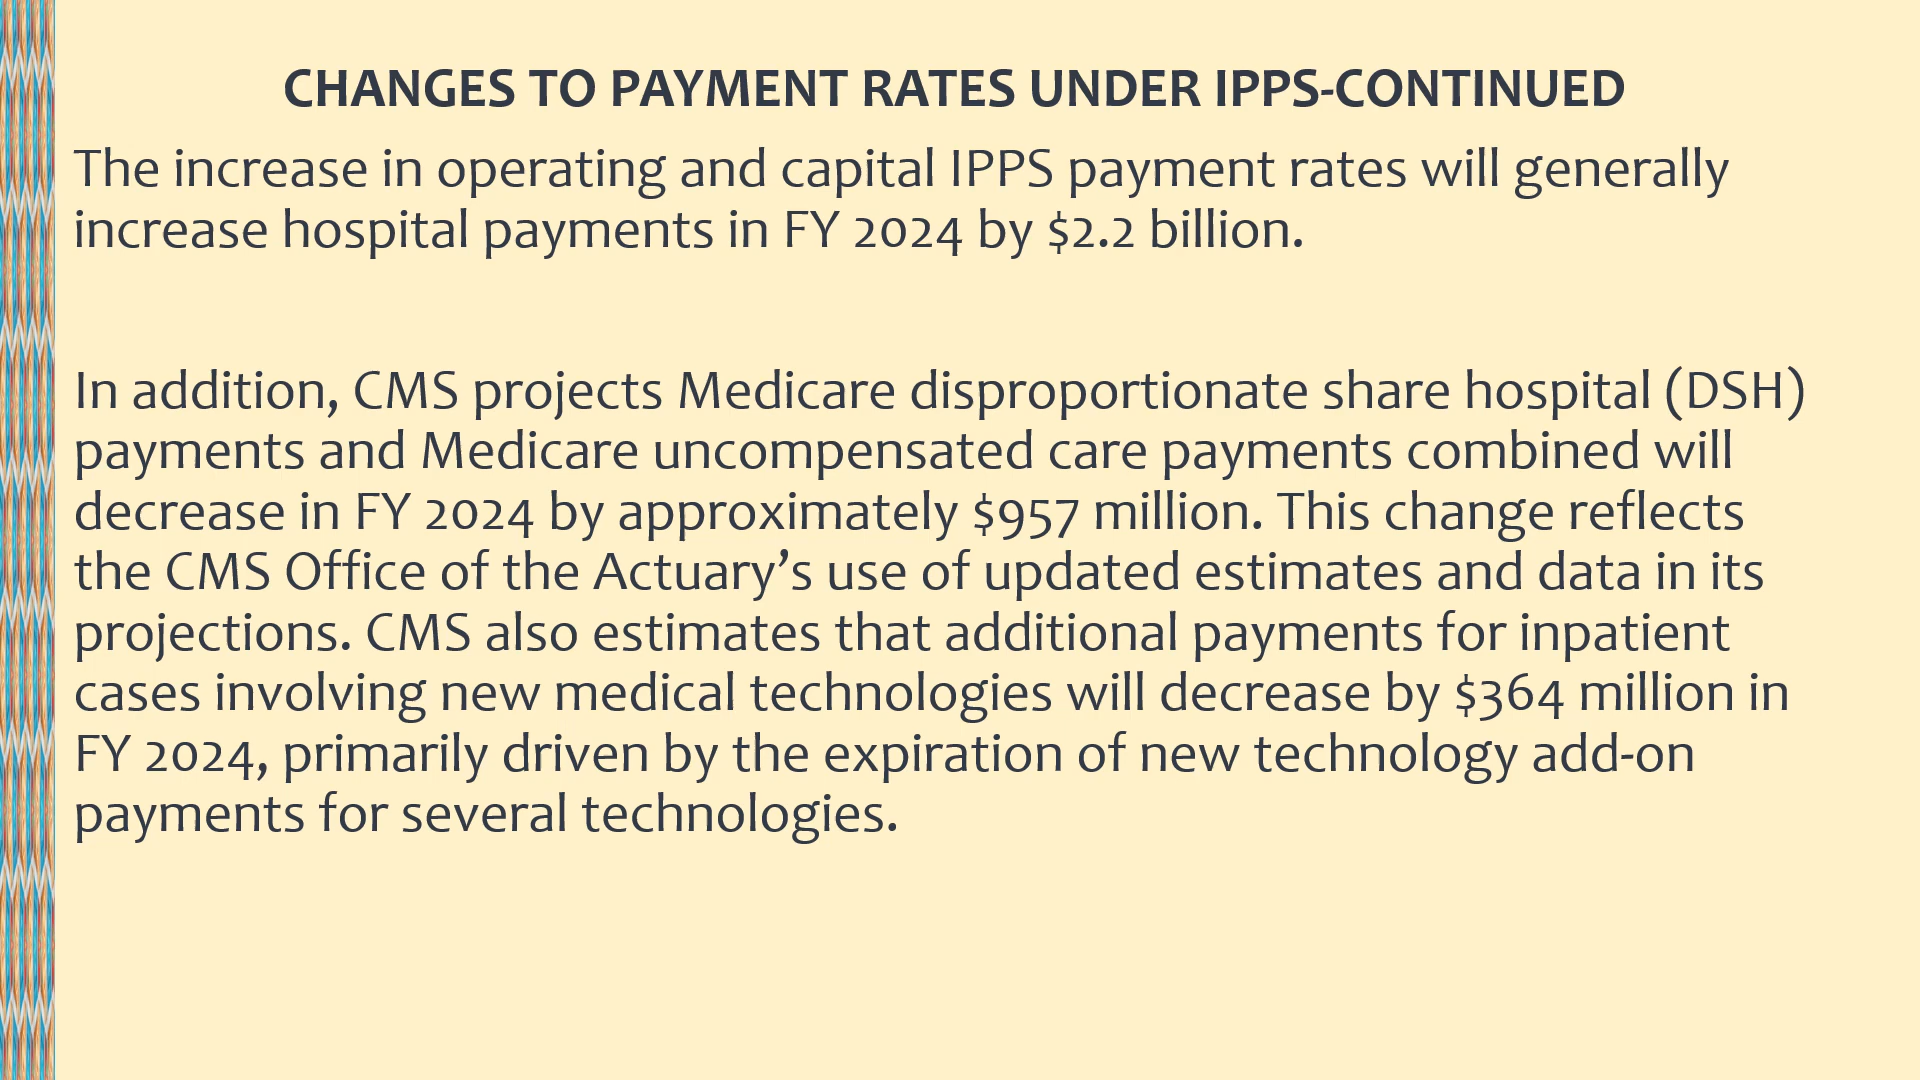 CHANGES TO PAYMENT RATES UNDER IPPS-CONTINUED
The increase in operating and capital IPPS payment rates will generally
increase hospital payments in FY 2024 by $2.2 billion.
In addition, CMS projects Medicare disproportionate share hospital (DSH)
payments and Medicare uncompensated care payments combined will
decrease in FY 2024 by approximately $957 million. This change reflects
the CMS Office of the Actuary’s use of updated estimates and data in its
projections. CMS also estimates that additional payments for inpatient
cases involving new medical technologies will decrease by $364 million in
FY 2024, primarily driven by the expiration of new technology add-on
payments for several technologies.